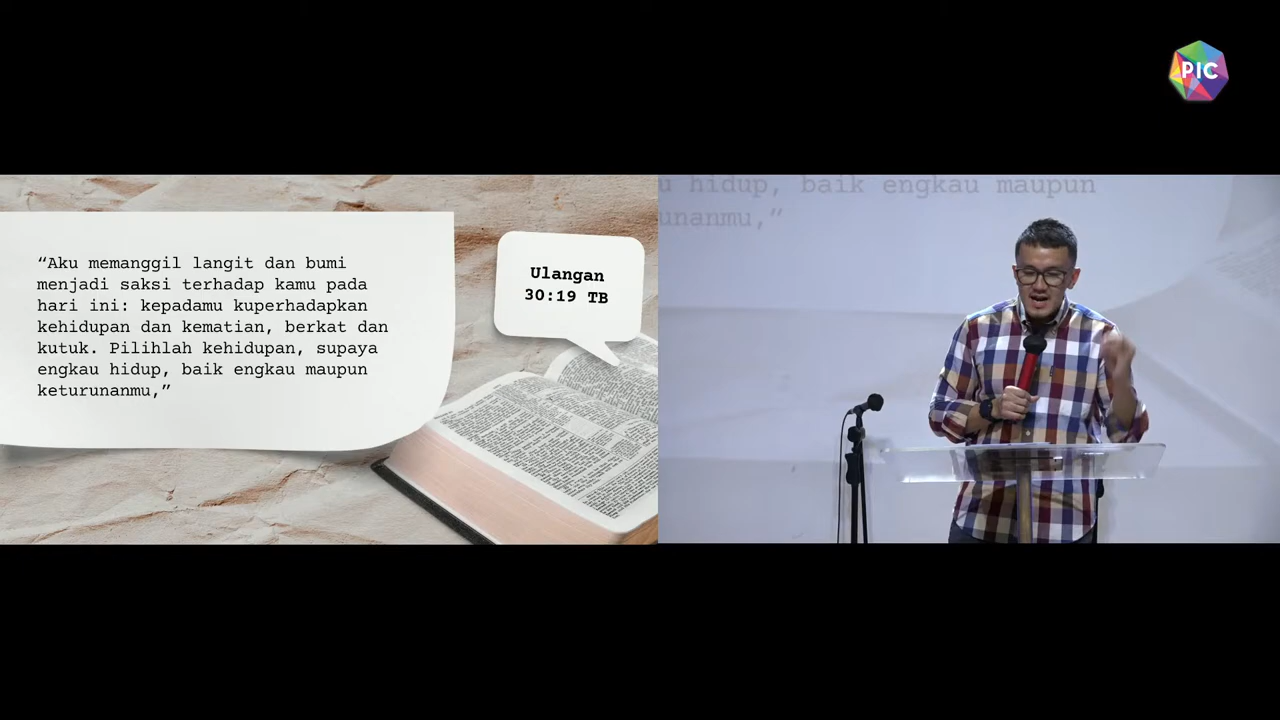 “Aku memanggil langit dan bumi
menjadi saksi terhadap kamu pada
hari ini: kepadamu kuperhadapkan
kehidupan dan kematian, berkat dan
kutuk. Pilihlah kehidupan, supaya
engkau hidup, baik engkau maupun
keturunanmu,”
Ulangan
30:19 TB
u hidup, baik engkau maupun
unanmu,”
PIC